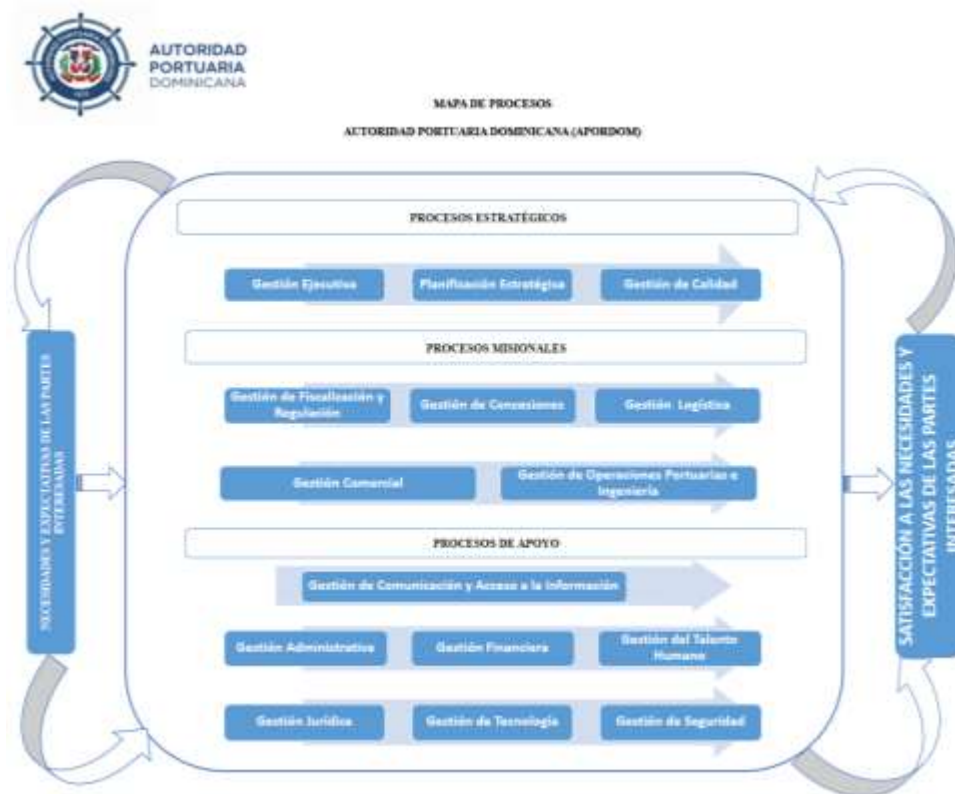 AUTORIDAD
PORTUARIA
DOMINICANA
MAPA DE PROCESOS
AUTORIDAD PORTUARIA DOMINICANA (APORDOM)
PROCESOS ESTRATÉGICOS
Gestión Ejecutiva
Planificación Estratégica
Gestión de Calidad
PROCESOS MISIONALES
Gestión de Fiscalización y
Regulación
Gestión de Concesiones
Gestión Logística
Gestión Comercial
Gestión de Operaciones Portuarias e
Ingeniería
PROCESOS DE APOYO
Gestión de Comunicación y Acceso a la Información
Gestión Administrativa
Gestión Financiera
Gestión del Talento
Humano
Gestión Jurídica
Gestión de Tecnología
Gestión de Seguridad
NECESIDADES Y EXPECTATIVAS DE LAS PARTES
INTERESADAS
SATISFACCIÓN A LAS NECESIDADES Y
EXPECTATIVAS DE LAS PARTES
INTERESADAS